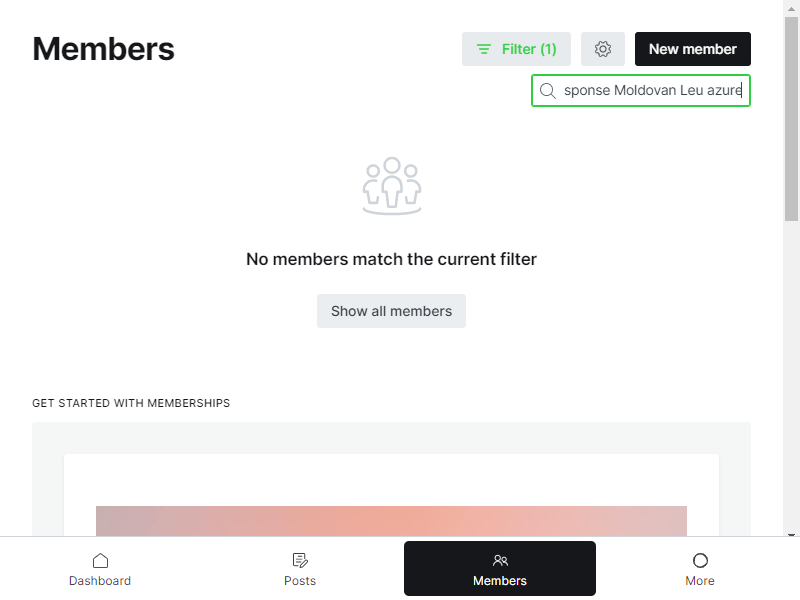 Members
Filter (1)
New member
sponse Moldovan Leu azure
No members match the current filter
Show all members
GET STARTED WITH MEMBERSHIPS
Dashboard
Posts
Members
More